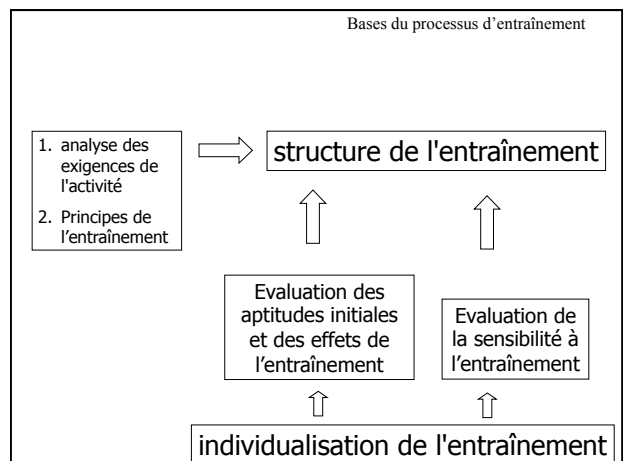 Bases du processus d’entraînement
1. analyse des
exigences de
l'activité
2. Principes de
l’entraînement
structure de l'entraînement
Evaluation des
aptitudes initiales
et des effets de
l’entraînement
Evaluation de
la sensibilité à
l’entraînement
individualisation de l'entraînement